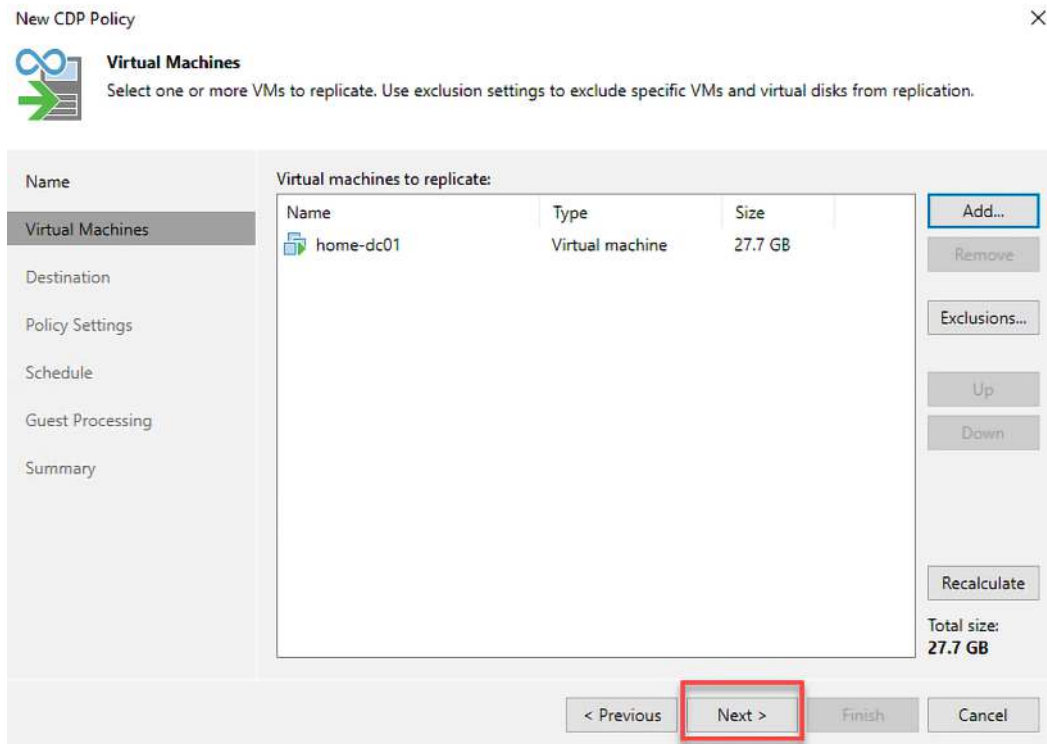 New CDP Policy
Virtual Machines
Select one or more VMs to replicate. Use exclusion settings to exclude specific VMs and virtual disks from replication.
Name
Virtual Machines
Destination
Policy Settings
Schedule
Guest Processing
Summary
Virtual machines to replicate:
Name Type Size
home-dc01 Virtual machine 27.7 GB
Add...
Remove
Exclusions...
Up
Down
Recalculate
Total size:
27.7 GB
< Previous Next > Finish Cancel